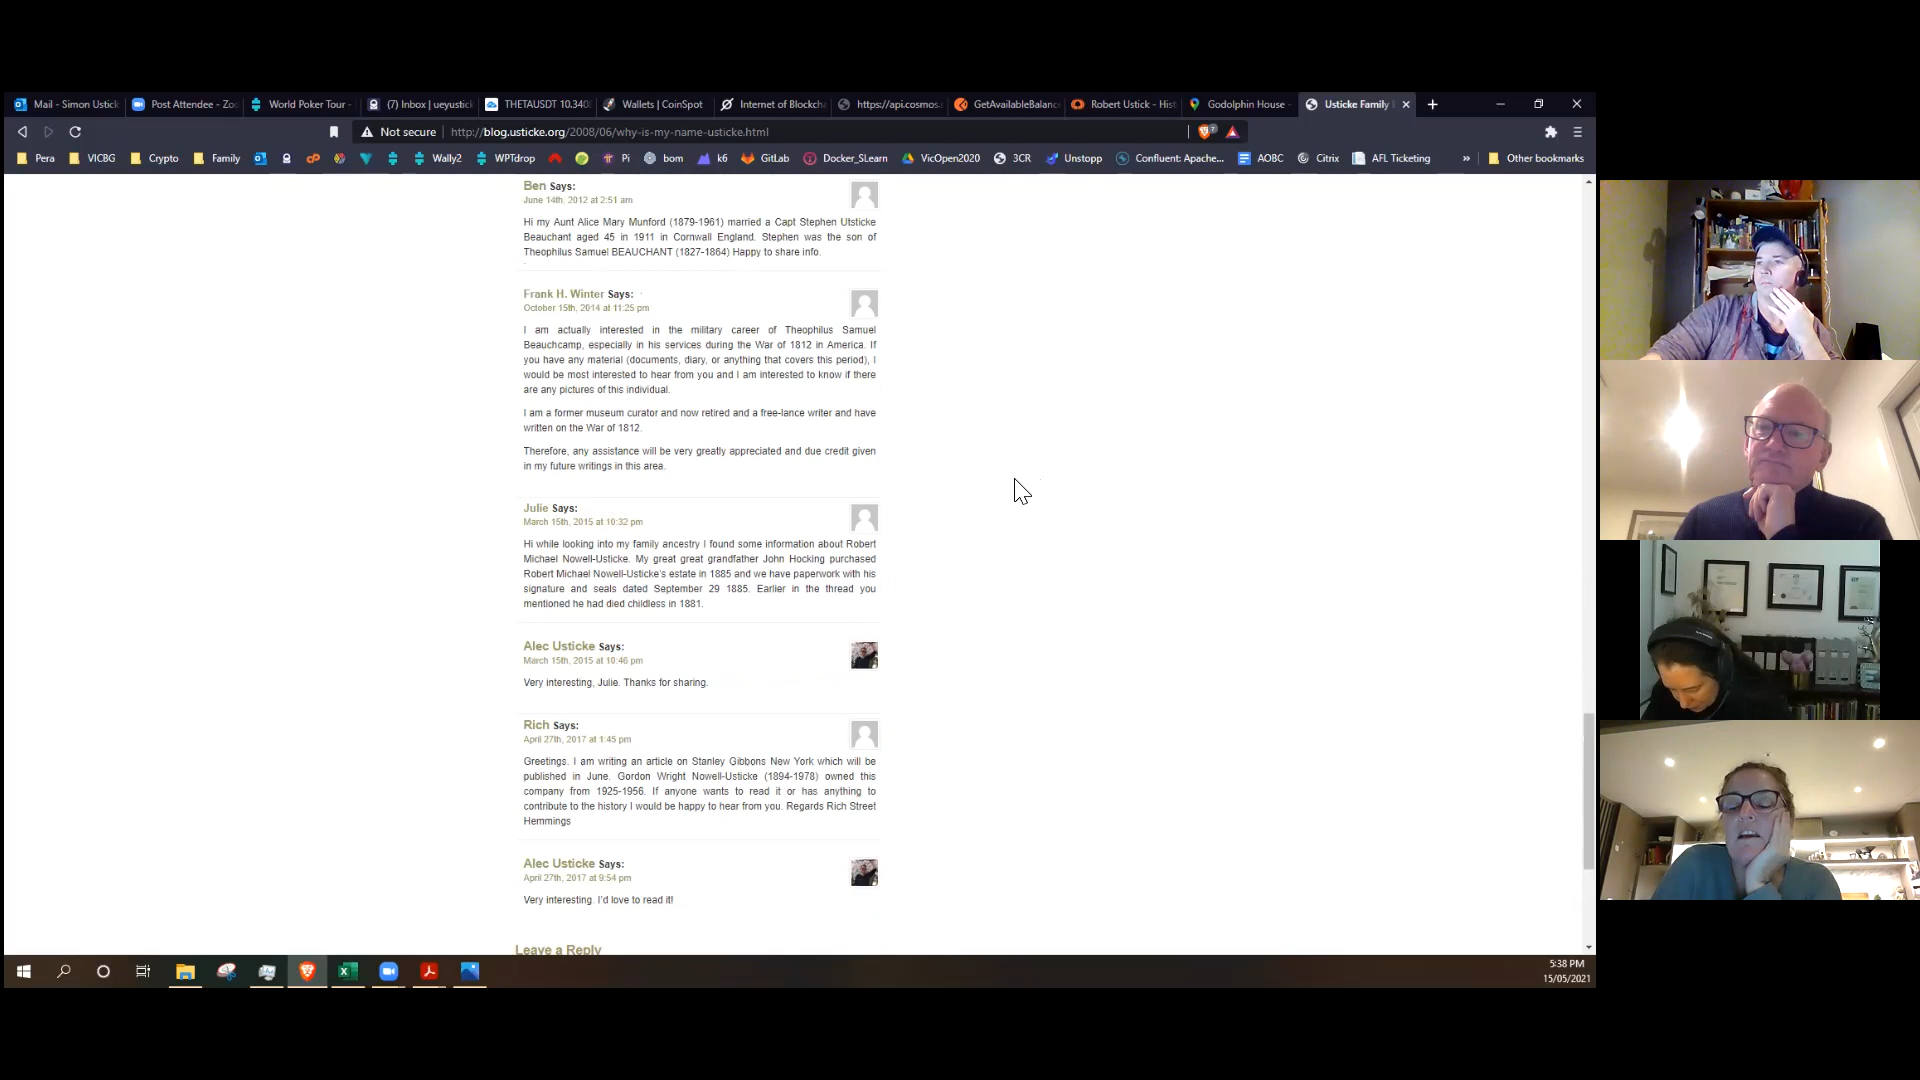 Mail - Simon Ustick
Post Attendee - Zo
World Poker Tour -
(7) Inbox | ueyustick
THETAUSDT 10.340
Wallets | CoinSpot
Internet of Blockcha
https://api.cosmos.
GetAvailableBalanc
Robert Ustick - Hist
Godolphin House -
Usticke Family
Not secure
http://blog.usticke.org/2008/06/why-is-my-name-usticke.html
Pera
VICBG
Crypto
Family
Wally2
WPTdrop
Pi
bom
k6
GitLab
Docker_SLearn
VicOpen2020
3CR
Unstopp
Confluent: Apache...
AOBC
Citrix
AFL Ticketing
»
Other bookmarks
Ben Says:
June 14th, 2012 at 2:51 am
Hi my Aunt Alice Mary Munford (1879-1961) married a Capt Stephen Utsticke
Beauchant aged 45 in 1911 in Cornwall England. Stephen was the son of
Theophilus Samuel BEAUCHANT (1827-1864) Happy to share info.
Frank H. Winter Says:
October 15th, 2014 at 11:25 pm
I am actually interested in the military career of Theophilus Samuel
Beauchcamp, especially in his services during the War of 1812 in America. If
you have any material (documents, diary, or anything that covers this period), I
would be most interested to hear from you and I am interested to know if there
are any pictures of this individual.
I am a former museum curator and now retired and a free-lance writer and have
written on the War of 1812.
Therefore, any assistance will be very greatly appreciated and due credit given
in my future writings in this area.
Julie Says:
March 15th, 2015 at 10:32 pm
Hi while looking into my family ancestry I found some information about Robert
Michael Nowell-Usticke. My great great grandfather John Hocking purchased
Robert Michael Nowell-Usticke's estate in 1885 and we have paperwork with his
signature and seals dated September 29 1885. Earlier in the thread you
mentioned he had died childless in 1881.
Alec Usticke Says:
March 15th, 2015 at 10:46 pm
Very interesting, Julie. Thanks for sharing.
Rich Says:
April 27th, 2017 at 1:45 pm
Greetings. I am writing an article on Stanley Gibbons New York which will be
published in June. Gordon Wright Nowell-Usticke (1894-1978) owned this
company from 1925-1956. If anyone wants to read it or has anything to
contribute to the history I would be happy to hear from you. Regards Rich Street
Hemmings
Alec Usticke Says:
April 27th, 2017 at 9:54 pm
Very interesting. I'd love to read it!
Leave a Reply
5:38 PM
15/05/2021